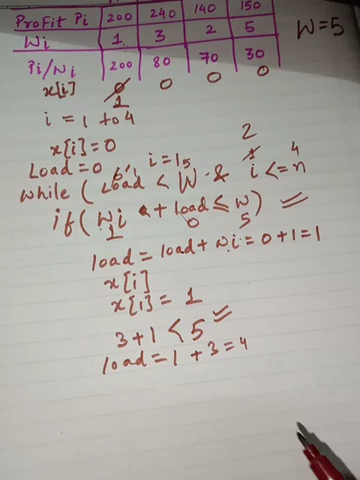 Profit Pi 200 240 140 150
Wi 1 3 2 5 W=5
Pi/Wi 200 80 70 30
x[i] 0 0 0 0
1
i = 1 to 4
x[i]=0
Load=0 i=1 2 4
while (Load < W & i <= n
if( Wi + load ≤ W)
1 0 5
load = load + wi = 0+1=1
x[i]
x[i] = 1
3+1 < 5
load = 1 + 3 = 4